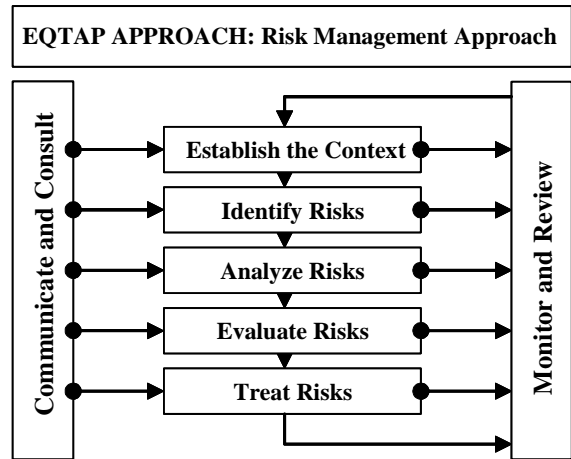 EQTAP APPROACH: Risk Management Approach
Communicate and Consult
Establish the Context
Identify Risks
Analyze Risks
Evaluate Risks
Treat Risks
Monitor and Review